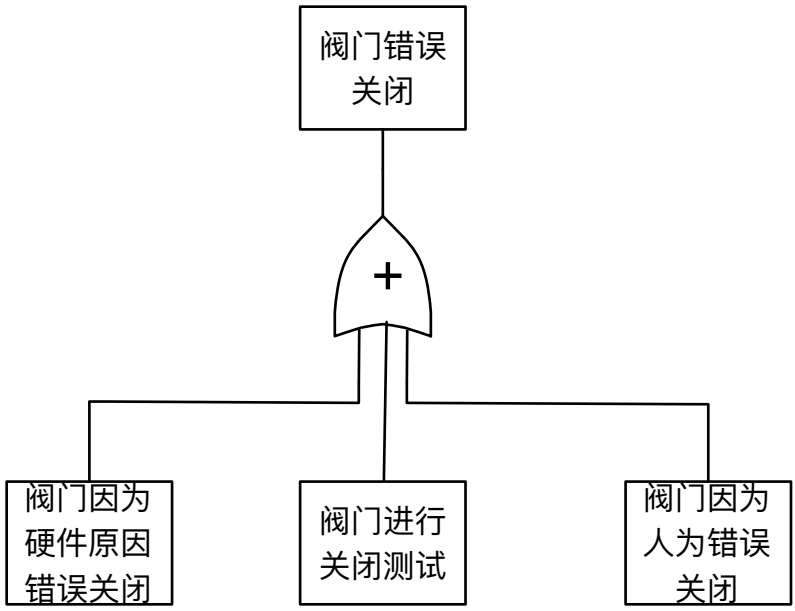 阀门错误
关闭
+
阀门因为
硬件原因
错误关闭
阀门进行
关闭测试
阀门因为
人为错误
关闭